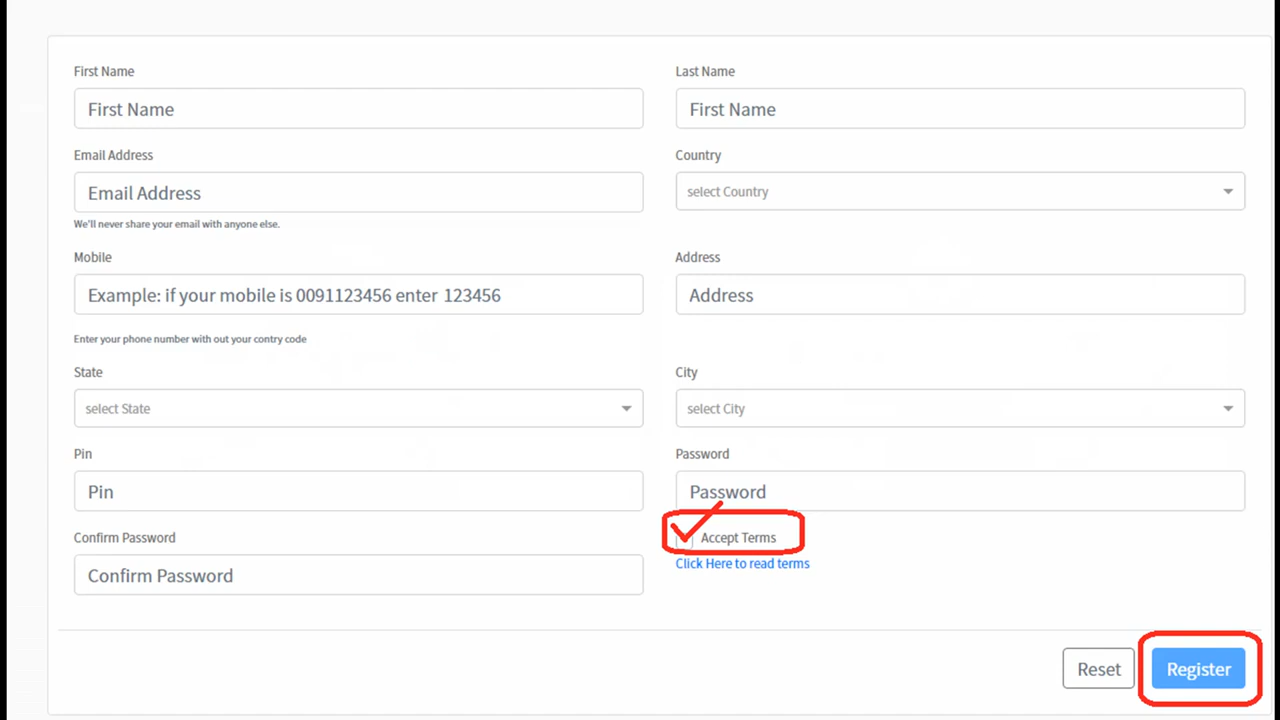 First Name
Last Name
First Name
First Name
Email Address
Country
Email Address
select Country
We'll never share your email with anyone else.
Mobile
Address
Example: if your mobile is 0091123456 enter 123456
Address
Enter your phone number with out your contry code
State
City
select State
select City
Pin
Password
Pin
Password
Confirm Password
Accept Terms
Confirm Password
Click Here to read terms
Reset
Register